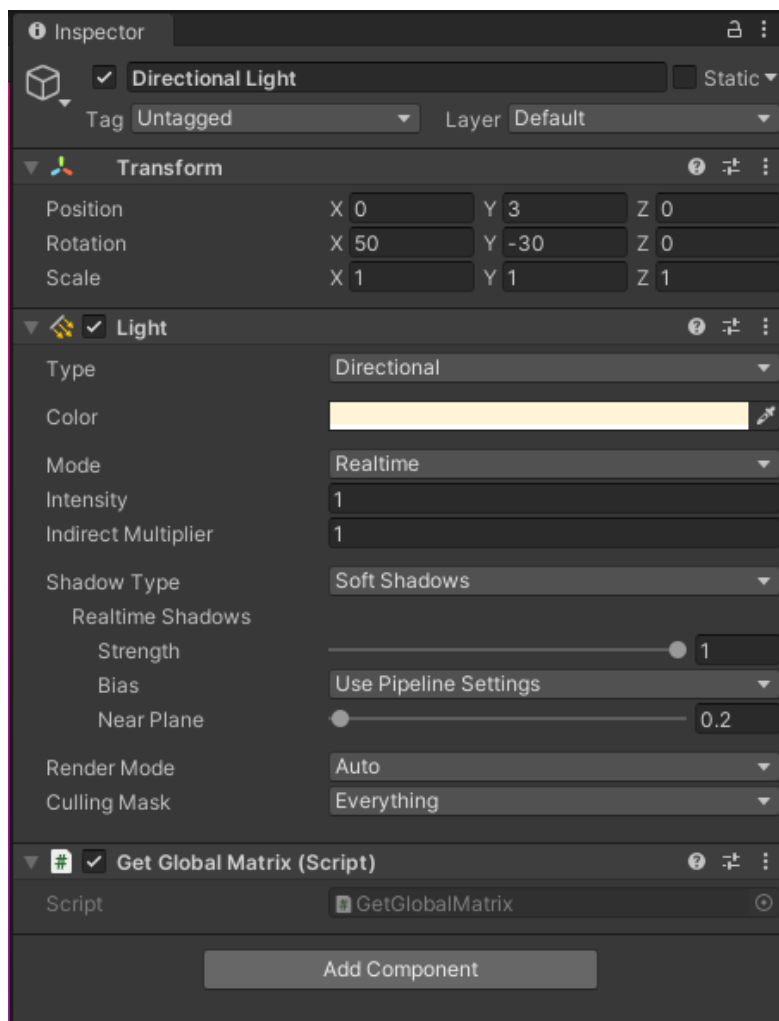 Inspector
Directional Light
Static
Tag Untagged Layer Default
Transform
Position X 0 Y 3 Z 0
Rotation X 50 Y -30 Z 0
Scale X 1 Y 1 Z 1
Light
Type Directional
Color
Mode Realtime
Intensity 1
Indirect Multiplier 1
Shadow Type Soft Shadows
Realtime Shadows
Strength 1
Bias Use Pipeline Settings
Near Plane 0.2
Render Mode Auto
Culling Mask Everything
# Get Global Matrix (Script)
Script GetGlobalMatrix
Add Component